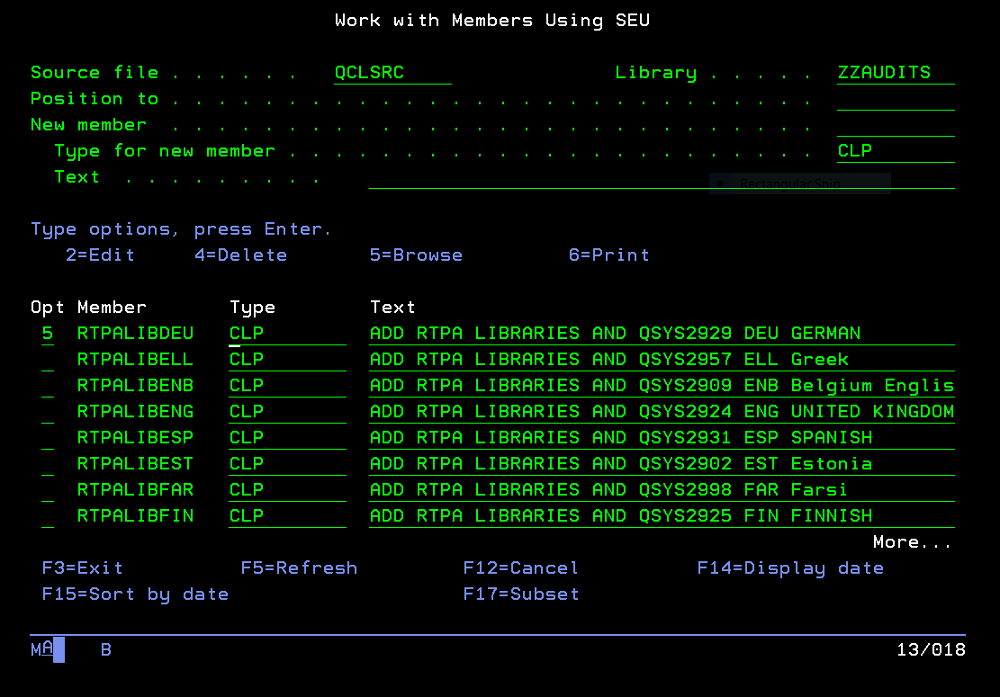 Work with Members Using SEU
Source file . . . . . . QCLSRC Library . . . . . ZZAUDITS
Position to . . . . . . . . . . . . . . . . . . . . . . . . . . . .
New member . . . . . . . . . . . . . . . . . . . . . . . . . . . .
Type for new member . . . . . . . . . . . . . . . . . . . . . . . CLP
Text . . . . . . . . .
Rectangular Snip
Type options, press Enter.
2=Edit 4=Delete 5=Browse 6=Print
Opt Member Type Text
5 RTPALIBDEU CLP ADD RTPA LIBRARIES AND QSYS2929 DEU GERMAN
RTPALIBELL CLP ADD RTPA LIBRARIES AND QSYS2957 ELL Greek
RTPALIBENB CLP ADD RTPA LIBRARIES AND QSYS2909 ENB Belgium Englis
RTPALIBENG CLP ADD RTPA LIBRARIES AND QSYS2924 ENG UNITED KINGDOM
RTPALIBESP CLP ADD RTPA LIBRARIES AND QSYS2931 ESP SPANISH
RTPALIBEST CLP ADD RTPA LIBRARIES AND QSYS2902 EST Estonia
RTPALIBFAR CLP ADD RTPA LIBRARIES AND QSYS2998 FAR Farsi
RTPALIBFIN CLP ADD RTPA LIBRARIES AND QSYS2925 FIN FINNISH
More...
F3=Exit F5=Refresh F12=Cancel F14=Display date
F15=Sort by date F17=Subset
MA B 13/018